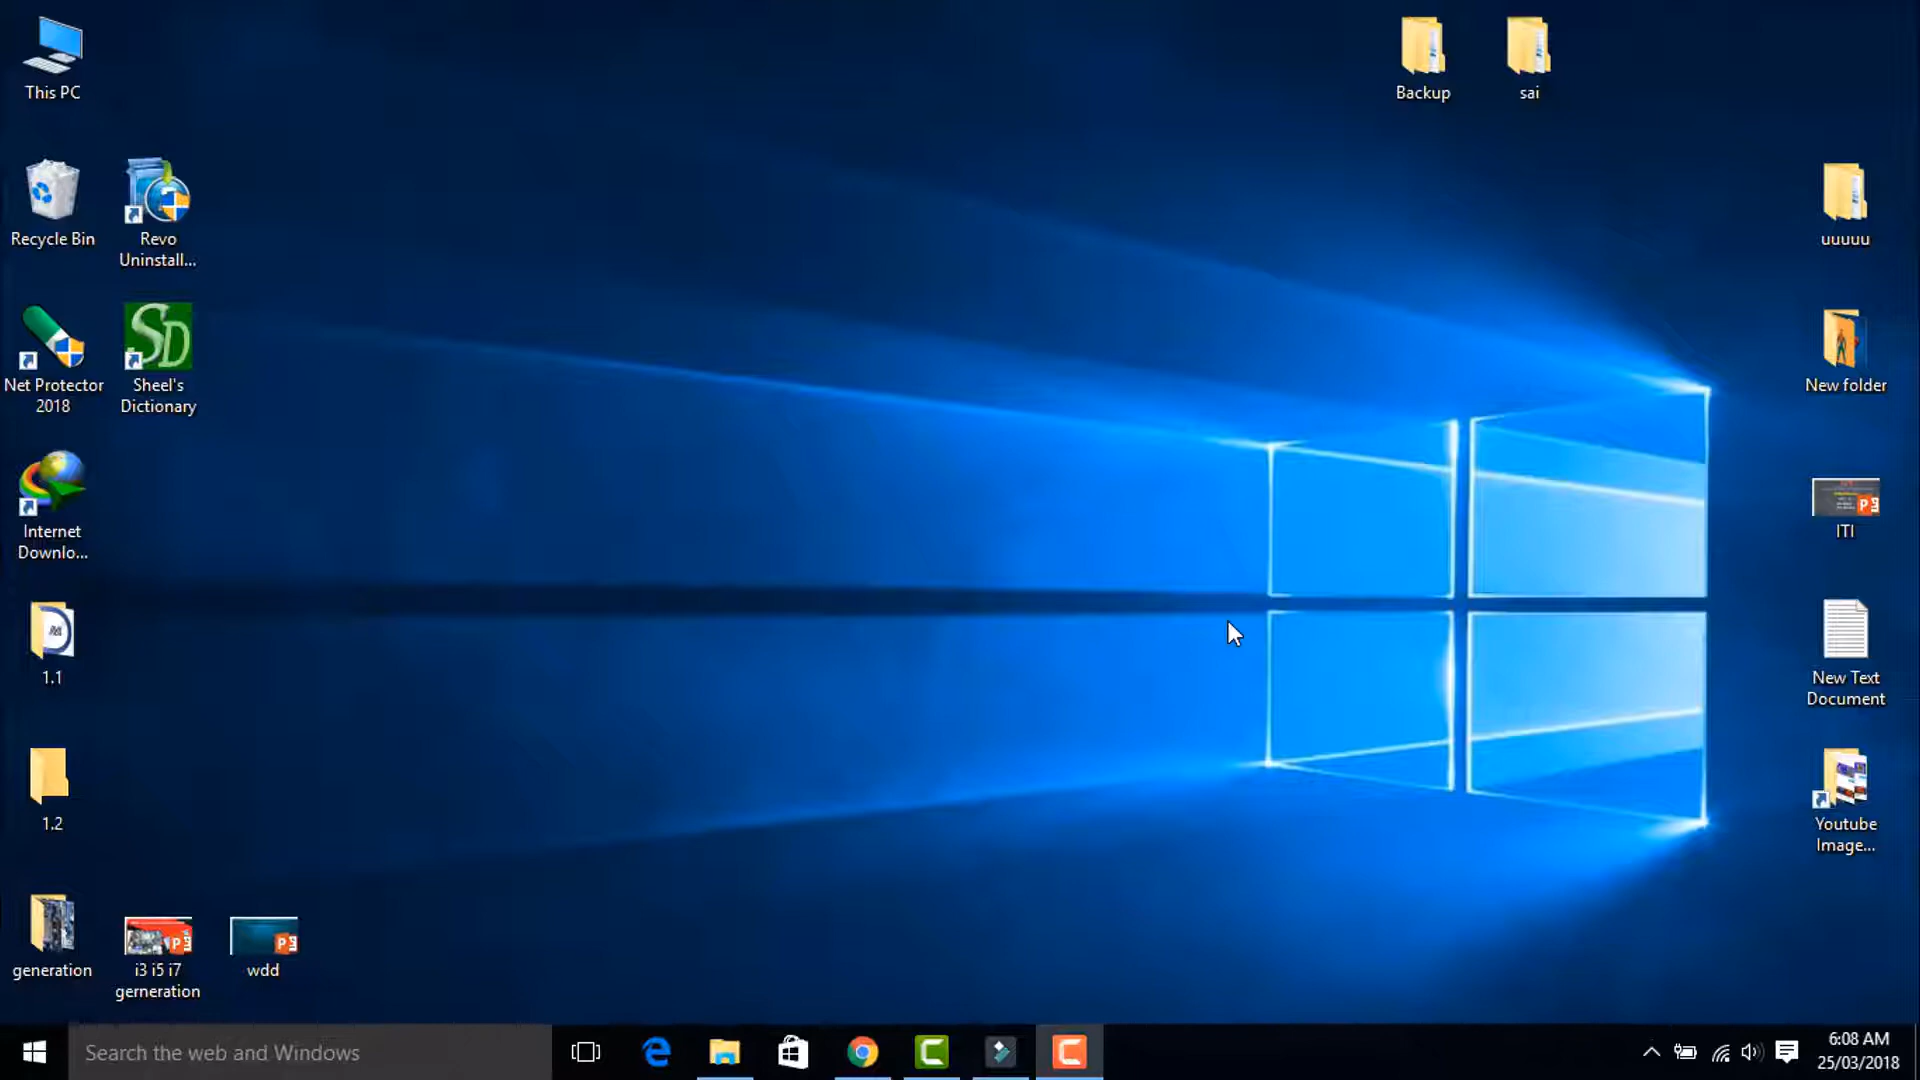 This PC
Backup
sai
Recycle Bin
Revo
Uninstall...
uuuuu
Net Protector
2018
SD
Sheel's
Dictionary
New folder
Internet
Downlo...
ITI
1.1
New Text
Document
1.2
Youtube
Image...
generation
i3 i5 i7
gerneration
wdd
Search the web and Windows
6:08 AM
25/03/2018